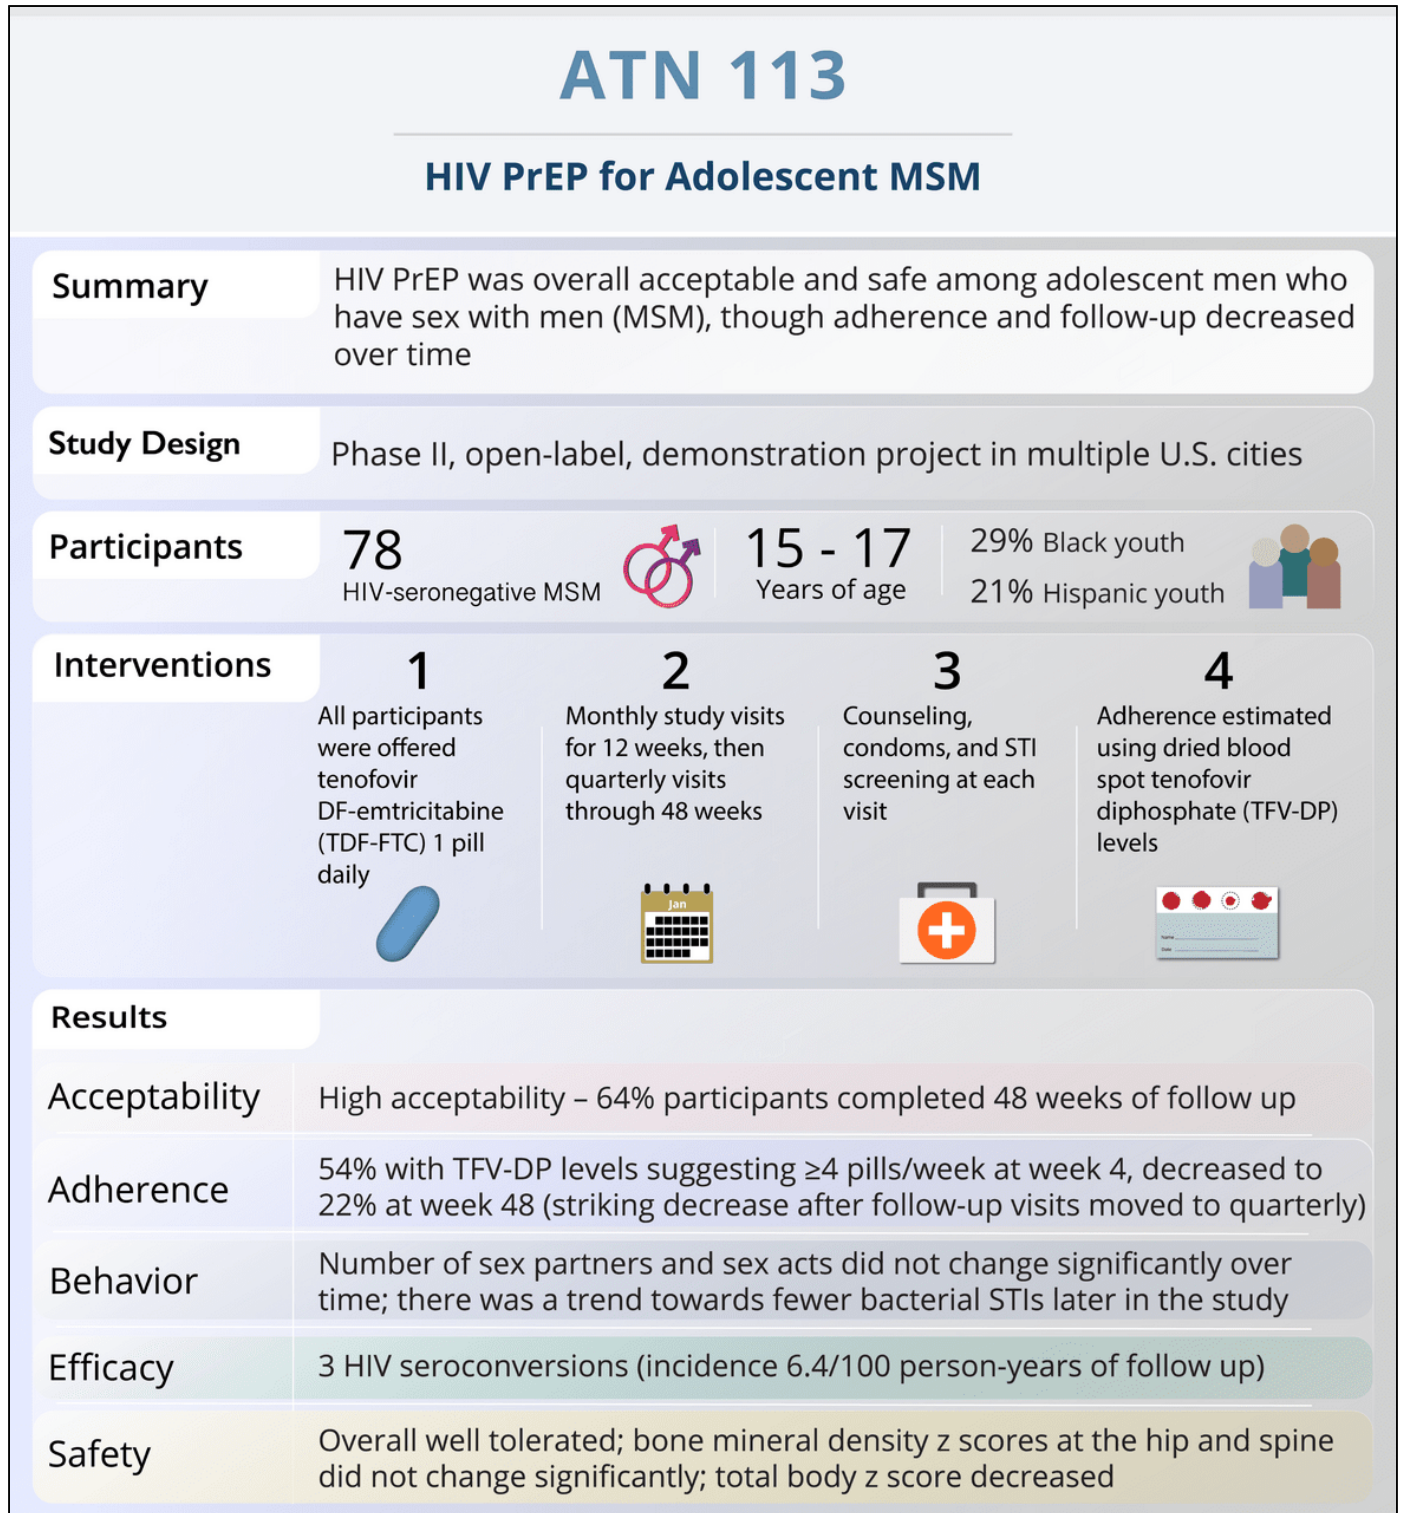 ATN 113
HIV PrEP for Adolescent MSM
Summary
HIV PrEP was overall acceptable and safe among adolescent men who
have sex with men (MSM), though adherence and follow-up decreased
over time
Study Design
Phase II, open-label, demonstration project in multiple U.S. cities
Participants
78
HIV-seronegative MSM
15 - 17
Years of age
29% Black youth
21% Hispanic youth
Interventions
1
All participants
were offered
tenofovir
DF-emtricitabine
(TDF-FTC) 1 pill
daily
2
Monthly study visits
for 12 weeks, then
quarterly visits
through 48 weeks
Jan
3
Counseling,
condoms, and STI
screening at each
visit
4
Adherence estimated
using dried blood
spot tenofovir
diphosphate (TFV-DP)
levels
Name
Date
Results
Acceptability
High acceptability – 64% participants completed 48 weeks of follow up
Adherence
54% with TFV-DP levels suggesting ≥4 pills/week at week 4, decreased to
22% at week 48 (striking decrease after follow-up visits moved to quarterly)
Behavior
Number of sex partners and sex acts did not change significantly over
time; there was a trend towards fewer bacterial STIs later in the study
Efficacy
3 HIV seroconversions (incidence 6.4/100 person-years of follow up)
Safety
Overall well tolerated; bone mineral density z scores at the hip and spine
did not change significantly; total body z score decreased